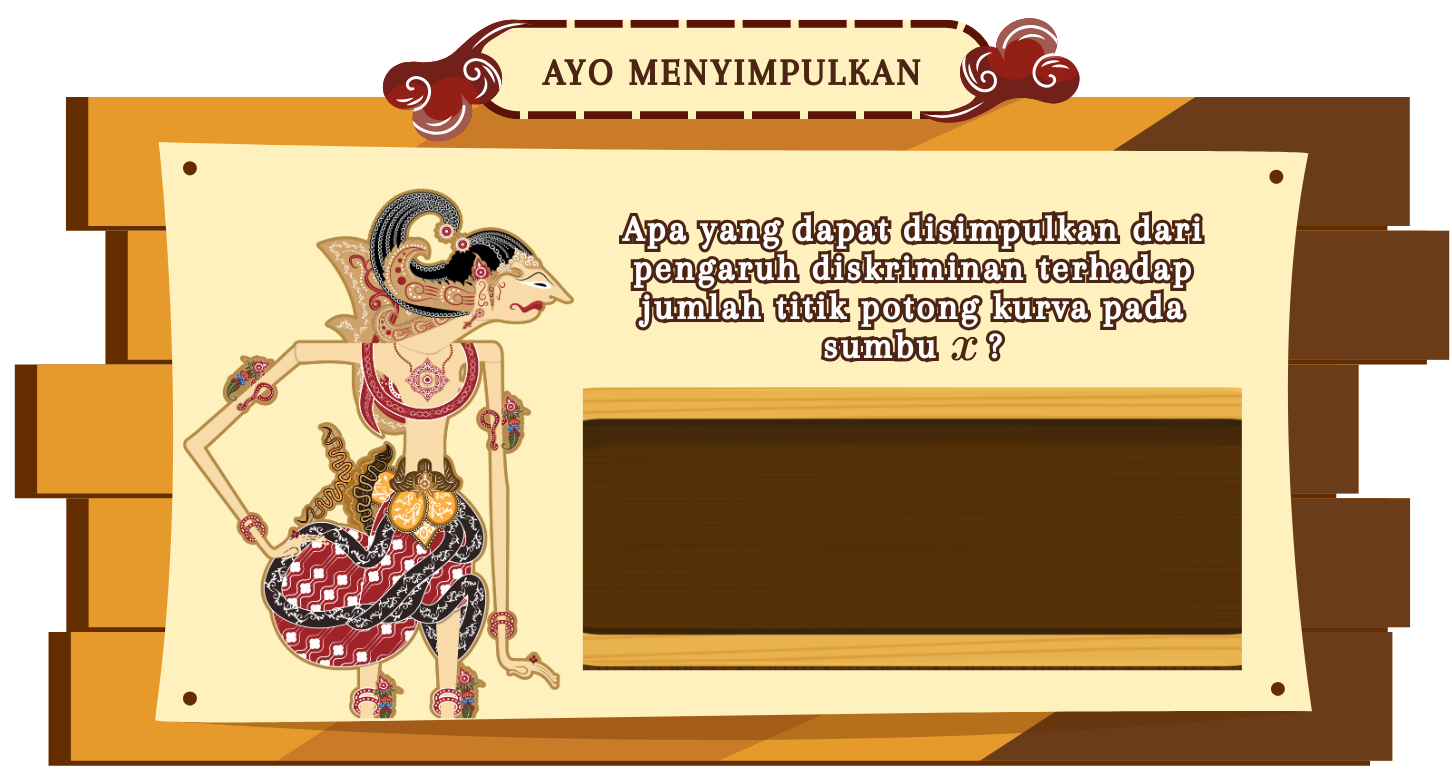 AYO MENYIMPULKAN
Apa yang dapat disimpulkan dari
pengaruh diskriminan terhadap
jumlah titik potong kurva pada
sumbu x ?